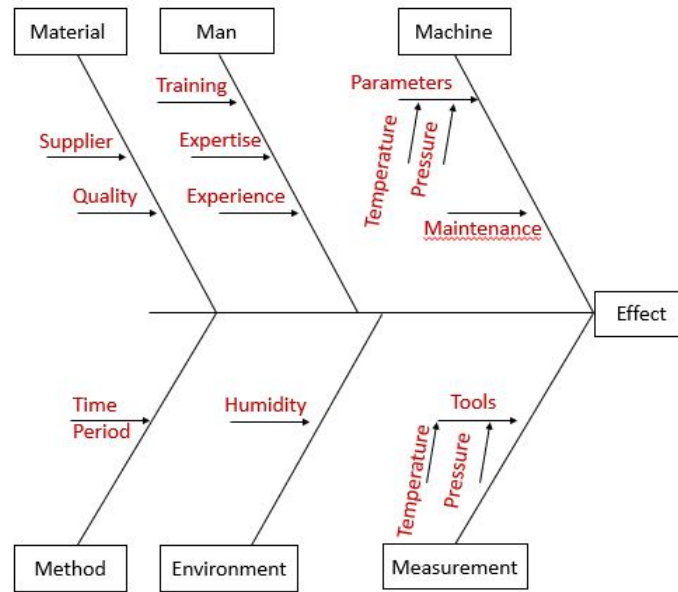 Material
Man
Machine
Training
Parameters
Supplier
Expertise
Temperature
Pressure
Quality
Experience
Maintenance
Effect
Time
Period
Humidity
Tools
Temperature
Pressure
Method
Environment
Measurement